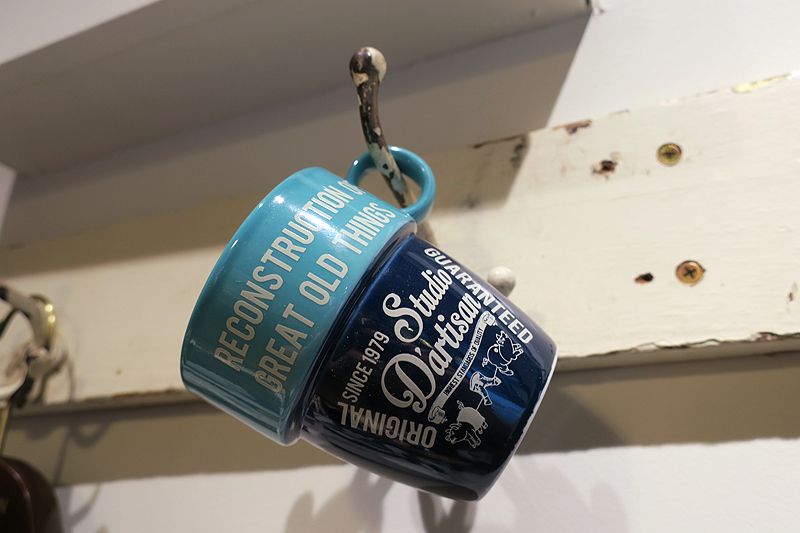 RECONSTRUCTION OF
GREAT OLD THINGS
GUARANTEED
Studio
D'artisan
SINCE 1979
ORIGINAL